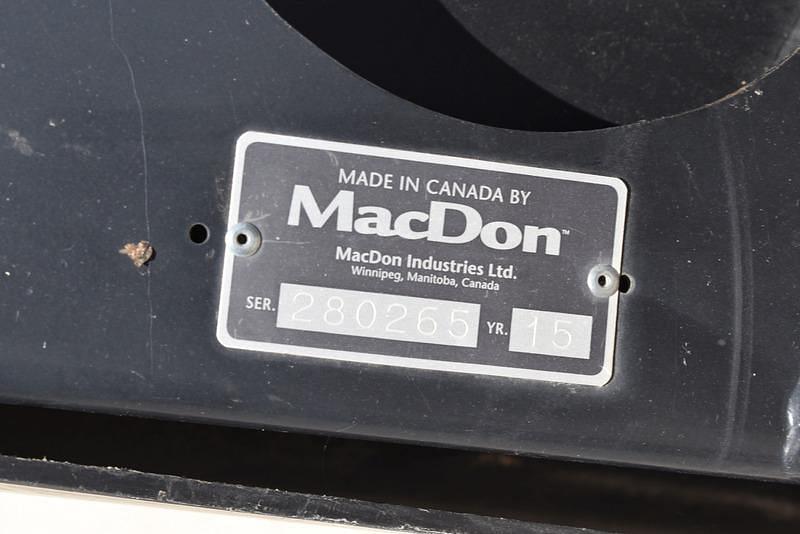 MADE IN CANADA BY
MacDon™
MacDon Industries Ltd.
Winnipeg, Manitoba, Canada
SER. 280265 YR. 15